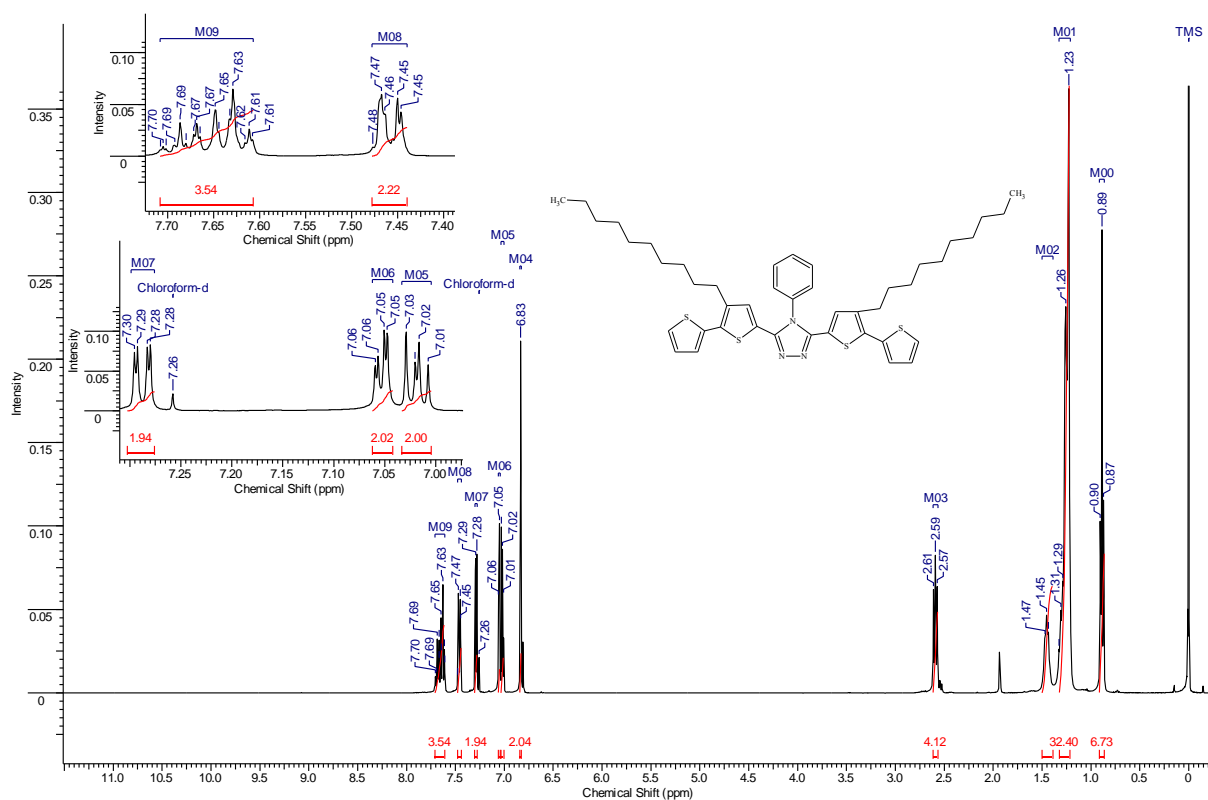 M09
M08
0.10
0.05
0
Intensity
7.70
7.69
7.69
7.67
7.67
7.65
7.63
7.62
7.61
7.61
7.48
7.47
7.46
7.45
7.45
3.54
2.22
7.70 7.65 7.60 7.55 7.50 7.45 7.40
Chemical Shift (ppm)
M07
Chloroform-d
M06
M05
0.10
0.05
0
Intensity
7.30
7.29
7.28
7.28
7.26
7.06
7.06
7.05
7.05
7.03
7.02
7.01
1.94
2.02
2.00
7.25 7.20 7.15 7.10 7.05 7.00
Chemical Shift (ppm)
H3C
CH3
N
N N
S S S S
M01
TMS
1.23
M00
0.89
M02
1.26
M05
M04
Chloroform-d
6.83
M06
M08
7.05
M07
M09
7.29
7.28
7.02
7.63
7.47
7.65
7.45
7.06
7.01
7.69
7.70
7.69
7.26
M03
2.61
2.59
2.57
1.47
1.45
1.31
1.29
0.90
0.87
0.35
0.30
0.25
0.20
0.15
0.10
0.05
0
Intensity
3.54 1.94 2.04 4.12 32.40 6.73
11.0 10.5 10.0 9.5 9.0 8.5 8.0 7.5 7.0 6.5 6.0 5.5 5.0 4.5 4.0 3.5 3.0 2.5 2.0 1.5 1.0 0.5 0
Chemical Shift (ppm)